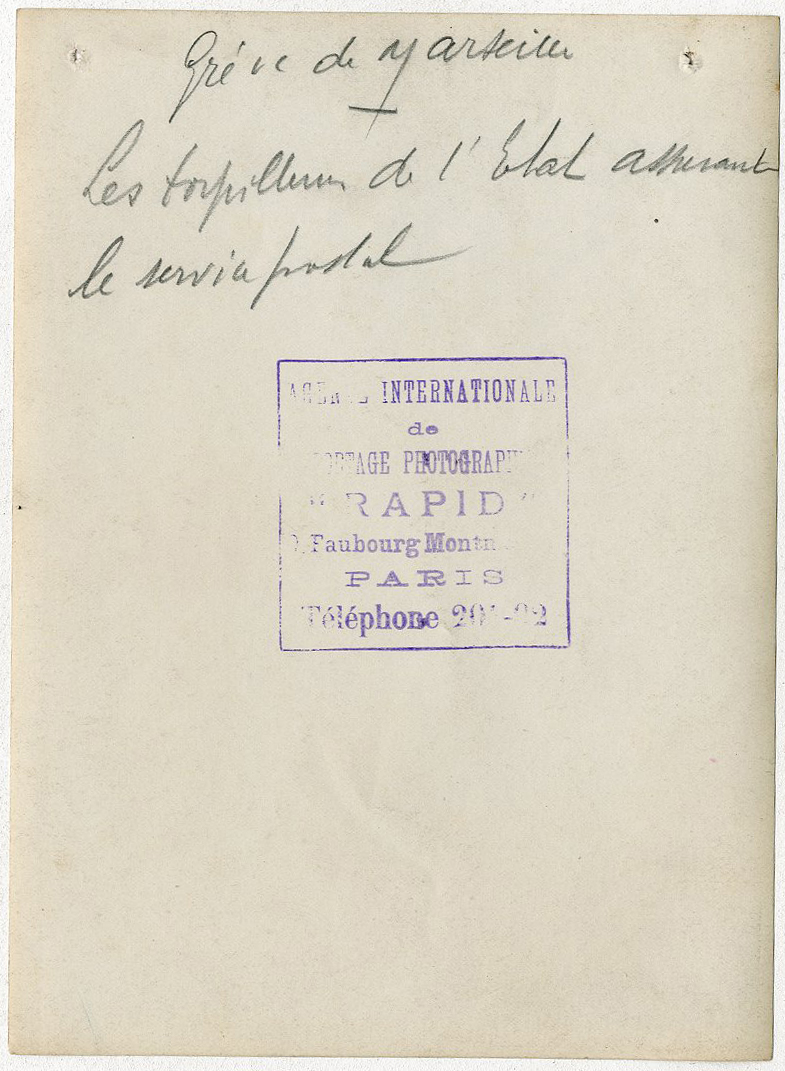 Grève de Marseille
Les torpilleurs de l'Etat assurant
le service postal
INTERNATIONALE
de
PHOTOGRAPH
"RAPID"
Faubourg Montm
PARIS
Téléphone